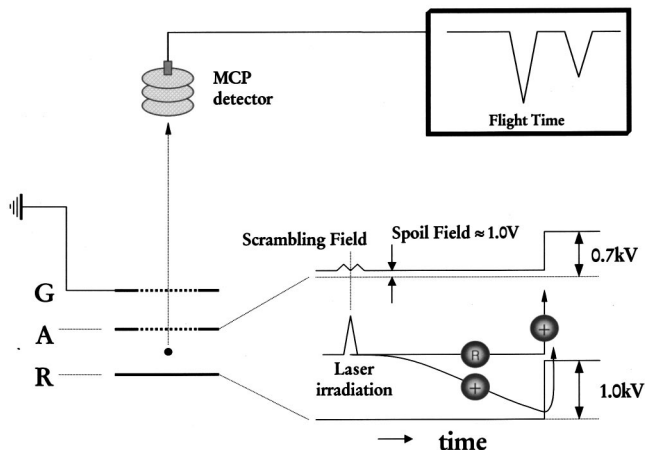 MCP
detector
Flight Time
Scrambling Field
Spoil Field ≈ 1.0V
0.7kV
G
A
R
R
+
+
Laser
irradiation
1.0kV
time